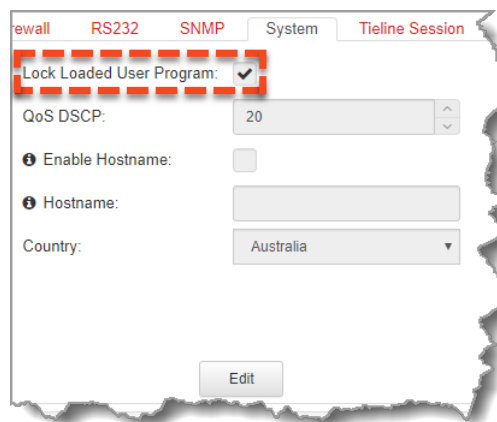 rewall RS232 SNMP System Tieline Session
Lock Loaded User Program:
QoS DSCP: 20
Enable Hostname:
Hostname:
Country: Australia
Edit